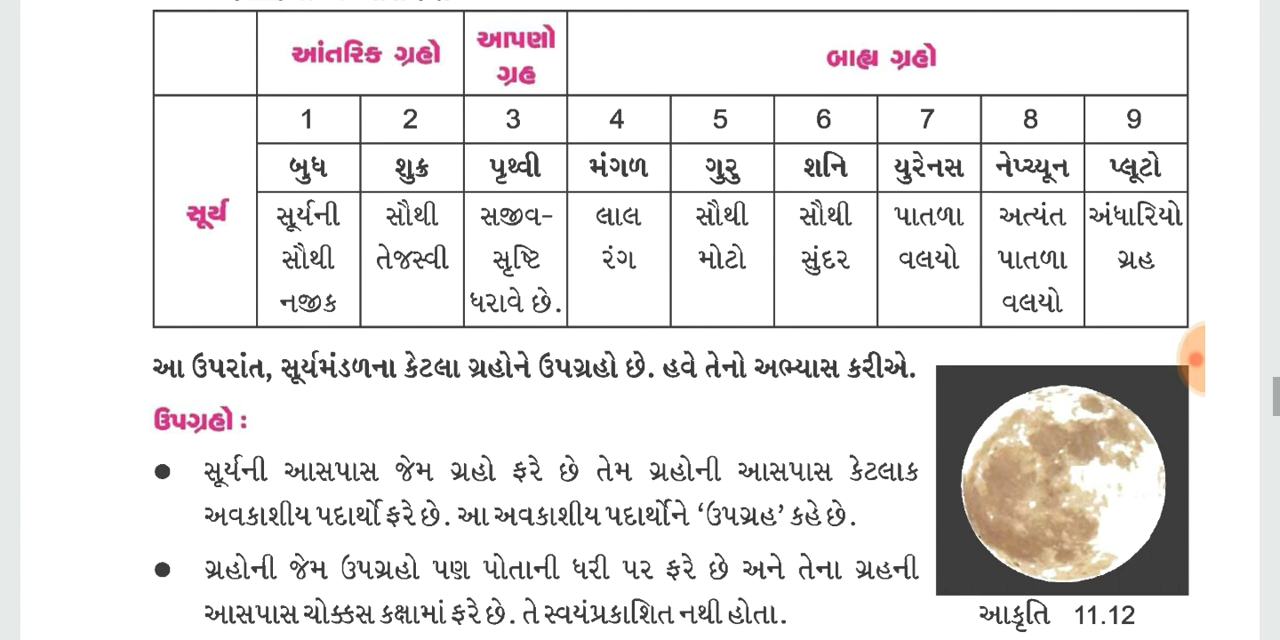 આંતરિક ગ્રહો આપણો ગ્રહ બાહ્ય ગ્રહો
1 2 3 4 5 6 7 8 9
બુધ શુક્ર પૃથ્વી મંગળ ગુરુ શનિ યુરેનસ નેપ્ચ્યૂન પ્લૂટો
સૂર્ય સૂર્યની સૌથી સજીવ- લાલ સૌથી સૌથી પાતળા અત્યંત અંધારિયો
સૌથી તેજસ્વી સૃષ્ટિ રંગ મોટો સુંદર વલયો પાતળા ગ્રહ
નજીક ધરાવે છે. વલયો
આ ઉપરાંત, સૂર્યમંડળના કેટલા ગ્રહોને ઉપગ્રહો છે. હવે તેનો અભ્યાસ કરીએ.
ઉપગ્રહો :
● સૂર્યની આસપાસ જેમ ગ્રહો ફરે છે તેમ ગ્રહોની આસપાસ કેટલાક
અવકાશીય પદાર્થો ફરે છે. આ અવકાશીય પદાર્થોને ‘ઉપગ્રહ’ કહે છે.
● ગ્રહોની જેમ ઉપગ્રહો પણ પોતાની ધરી પર ફરે છે અને તેના ગ્રહની
આસપાસ ચોક્કસ કક્ષામાં ફરે છે. તે સ્વયંપ્રકાશિત નથી હોતા.
આકૃતિ 11.12